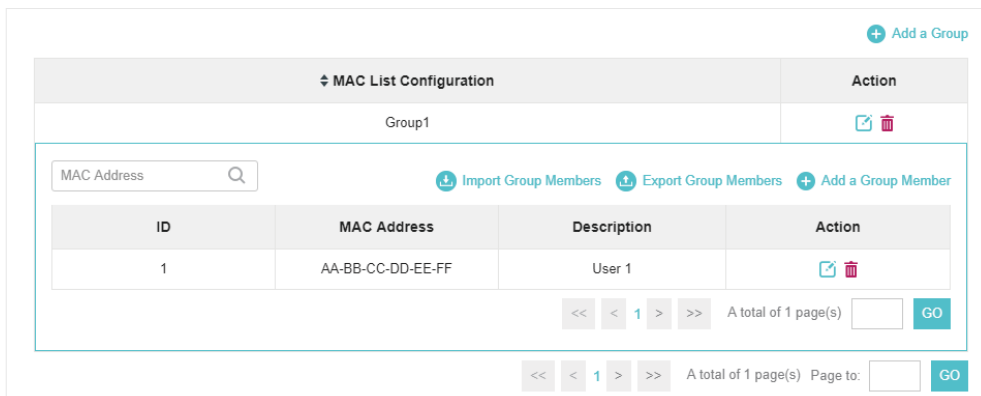 Add a Group
MAC List Configuration Action
Group1
MAC Address Import Group Members Export Group Members Add a Group Member
ID MAC Address Description Action
1 AA-BB-CC-DD-EE-FF User 1
<< < 1 > >> A total of 1 page(s) GO
<< < 1 > >> A total of 1 page(s) Page to: GO